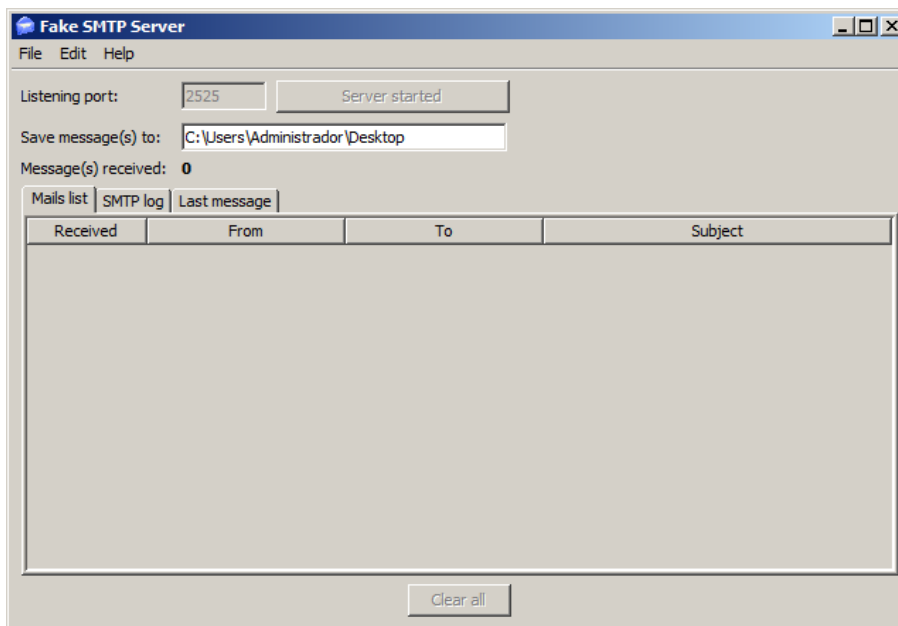 Fake SMTP Server
File Edit Help
Listening port: 2525 Server started
Save message(s) to: C:\Users\Administrador\Desktop
Message(s) received: 0
Mails list SMTP log Last message
Received From To Subject
Clear all